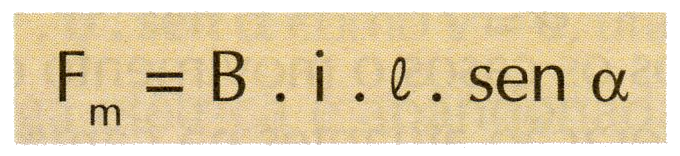 Fₘ = B . i . ℓ . sen α